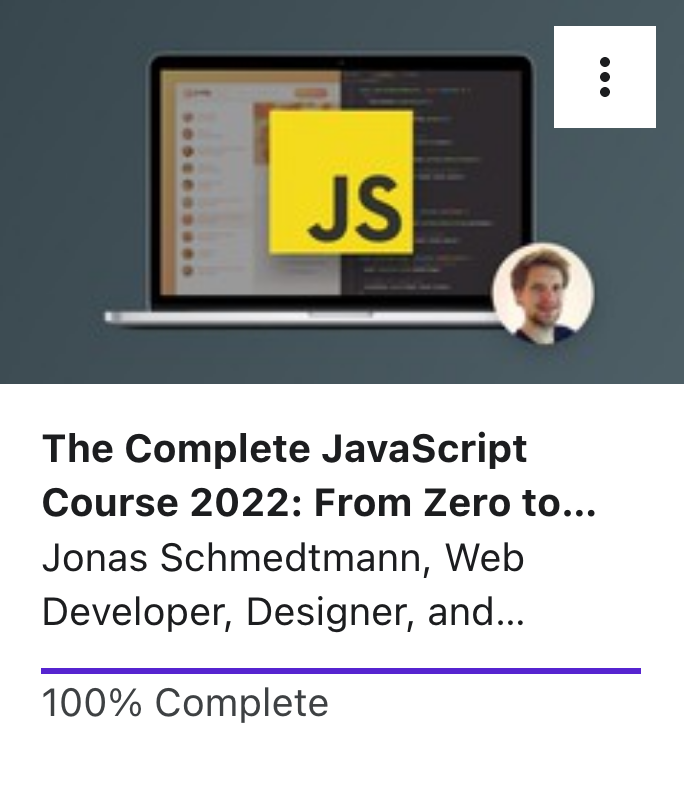 JS
The Complete JavaScript
Course 2022: From Zero to...
Jonas Schmedtmann, Web
Developer, Designer, and...
100% Complete